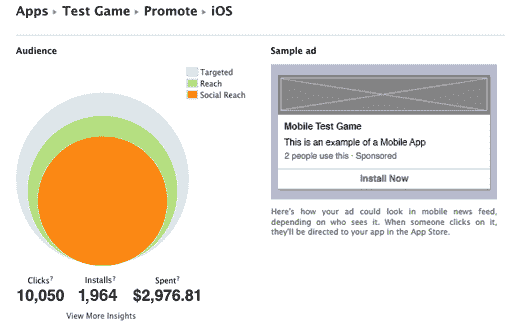 Apps ▸ Test Game ▸ Promote ▸ iOS
Audience
Targeted
Reach
Social Reach
Clicks?
Installs?
Spent?
10,050
1,964
$2,976.81
View More Insights
Sample ad
Mobile Test Game
This is an example of a Mobile App
2 people use this · Sponsored
Install Now
Here's how your ad could look in mobile news feed,
depending on who sees it. When someone clicks on it,
they'll be directed to your app in the App Store.